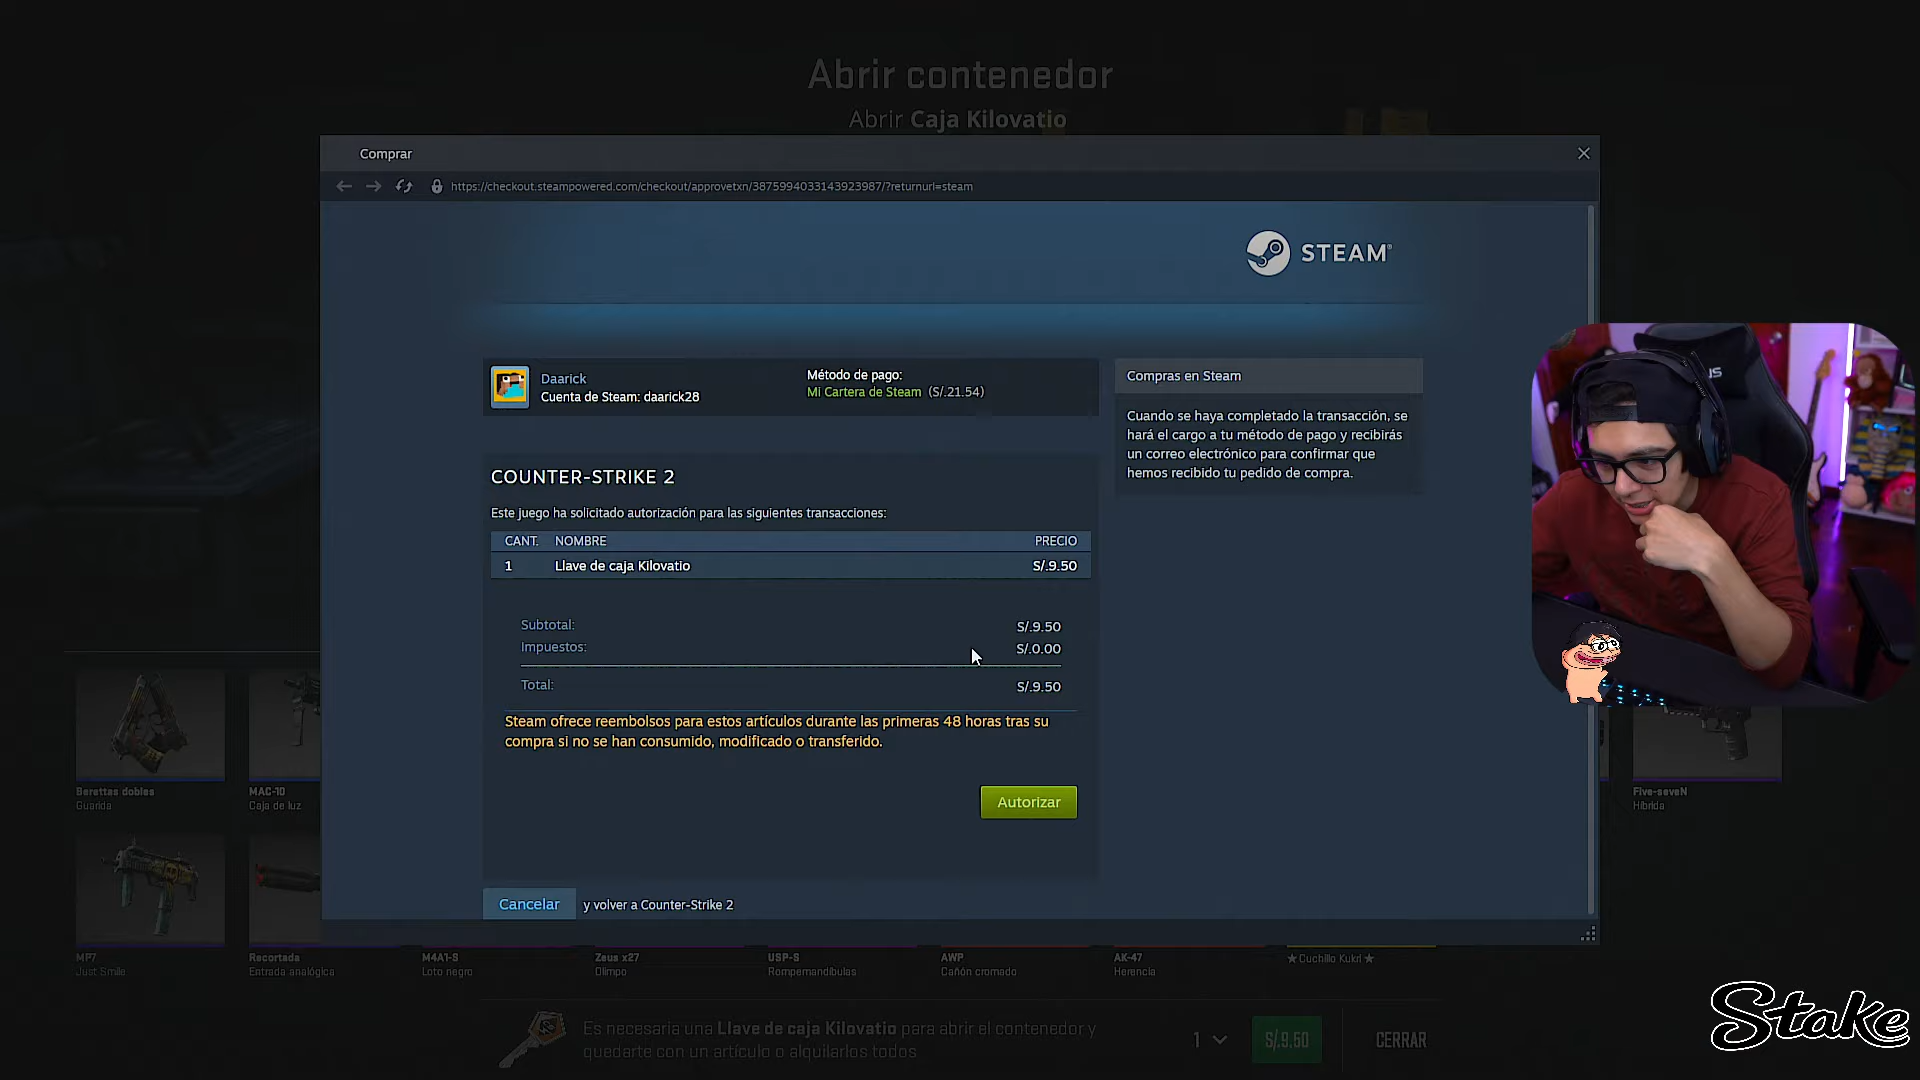 Abrir contenedor
Abrir Caja Kilovatio
Comprar
https://checkout.steampowered.com/checkout/approvetxn/3875994033143923987/?returnurl=steam
STEAM®
Daarick
Cuenta de Steam: daarick28
Método de pago:
Mi Cartera de Steam (S/.21.54)
Compras en Steam
Cuando se haya completado la transacción, se
hará el cargo a tu método de pago y recibirás
un correo electrónico para confirmar que
hemos recibido tu pedido de compra.
COUNTER-STRIKE 2
Este juego ha solicitado autorización para las siguientes transacciones:
CANT. NOMBRE PRECIO
1 Llave de caja Kilovatio S/.9.50
Subtotal: S/.9.50
Impuestos: S/.0.00
Total: S/.9.50
Steam ofrece reembolsos para estos artículos durante las primeras 48 horas tras su
compra si no se han consumido, modificado o transferido.
Autorizar
Cancelar y volver a Counter-Strike 2
Berettas dobles
Guarida
MAC-10
Caja de luz
Five-seveN
Híbrida
MP7
Just Smile
Recortada
Entrada analógica
M4A1-S
Loto negro
Zeus x27
Olimpo
USP-S
Rompemandíbulas
AWP
Cañón cromado
AK-47
Herencia
★ Cuchillo Kukri ★
Es necesaria una Llave de caja Kilovatio para abrir el contenedor y
quedarte con un artículo o alquilarlos todos
1
S/.9.50
CERRAR
Stake